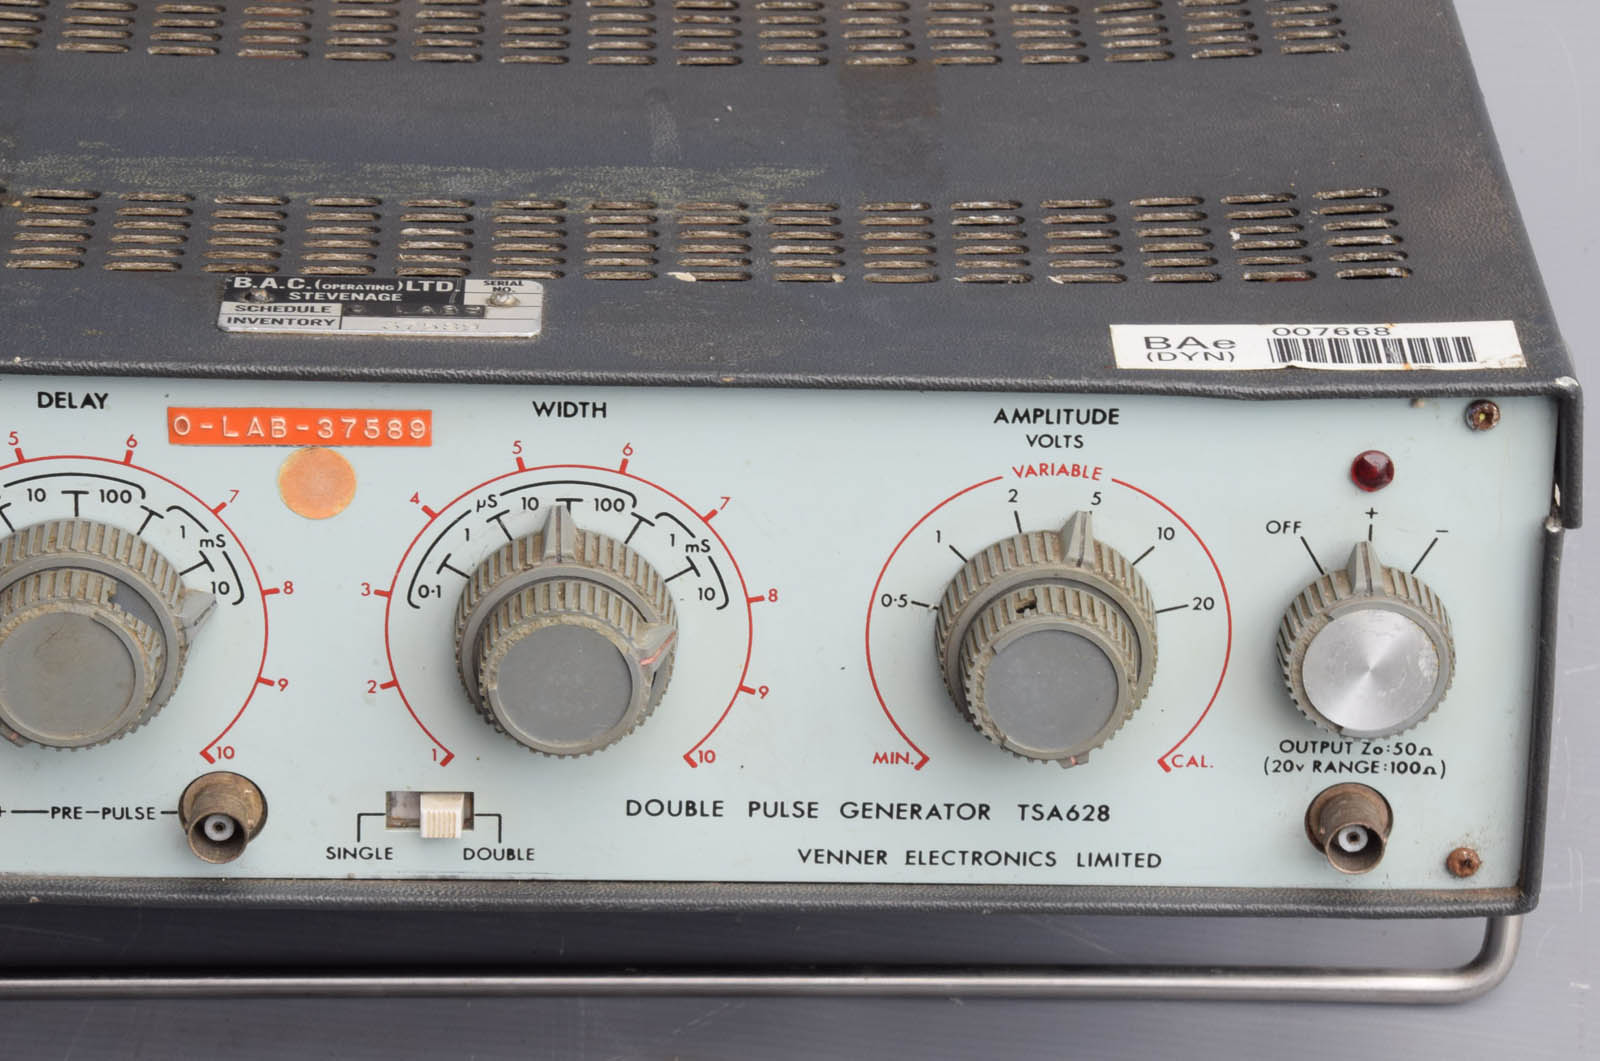 B.A.C. (OPERATING) LTD
STEVENAGE
SERIAL NO.
SCHEDULE
INVENTORY
007668
BAe
(DYN)
DELAY
O-LAB-37589
WIDTH
AMPLITUDE
VOLTS
VARIABLE
5 6 7 8 9 10
10 100 1 mS 10
1 2 3 4 5 6 7 8 9 10
0·1 1 µS 10 100 1 mS 10
0·5 1 2 5 10 20
MIN. CAL.
OFF + −
OUTPUT Zo:50Ω
(20v RANGE:100Ω)
+ PRE-PULSE
SINGLE DOUBLE
DOUBLE PULSE GENERATOR TSA628
VENNER ELECTRONICS LIMITED